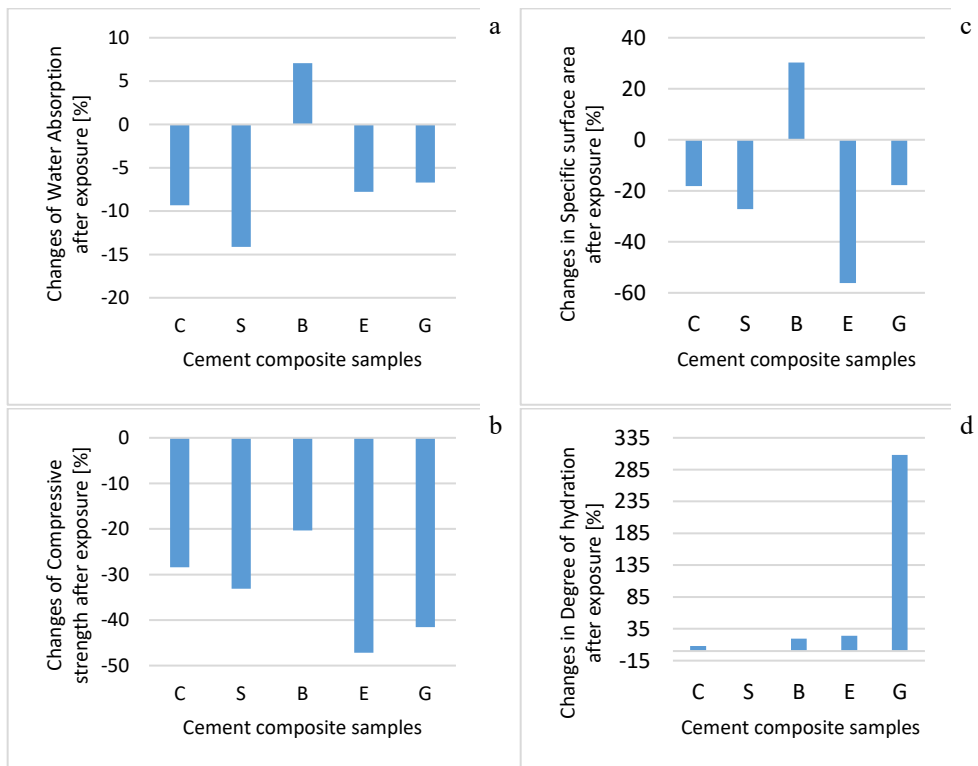 a
Changes of Water Absorption
after exposure [%]
10
5
0
-5
-10
-15
-20
C S B E G
Cement composite samples
c
Changes in Specific surface area
after exposure [%]
40
20
0
-20
-40
-60
C S B E G
Cement composite samples
b
Changes of Compressive
strength after exposure [%]
0
-10
-20
-30
-40
-50
C S B E G
Cement composite samples
d
Changes in Degree of hydration
after exposure [%]
335
285
235
185
135
85
35
-15
C S B E G
Cement composite samples